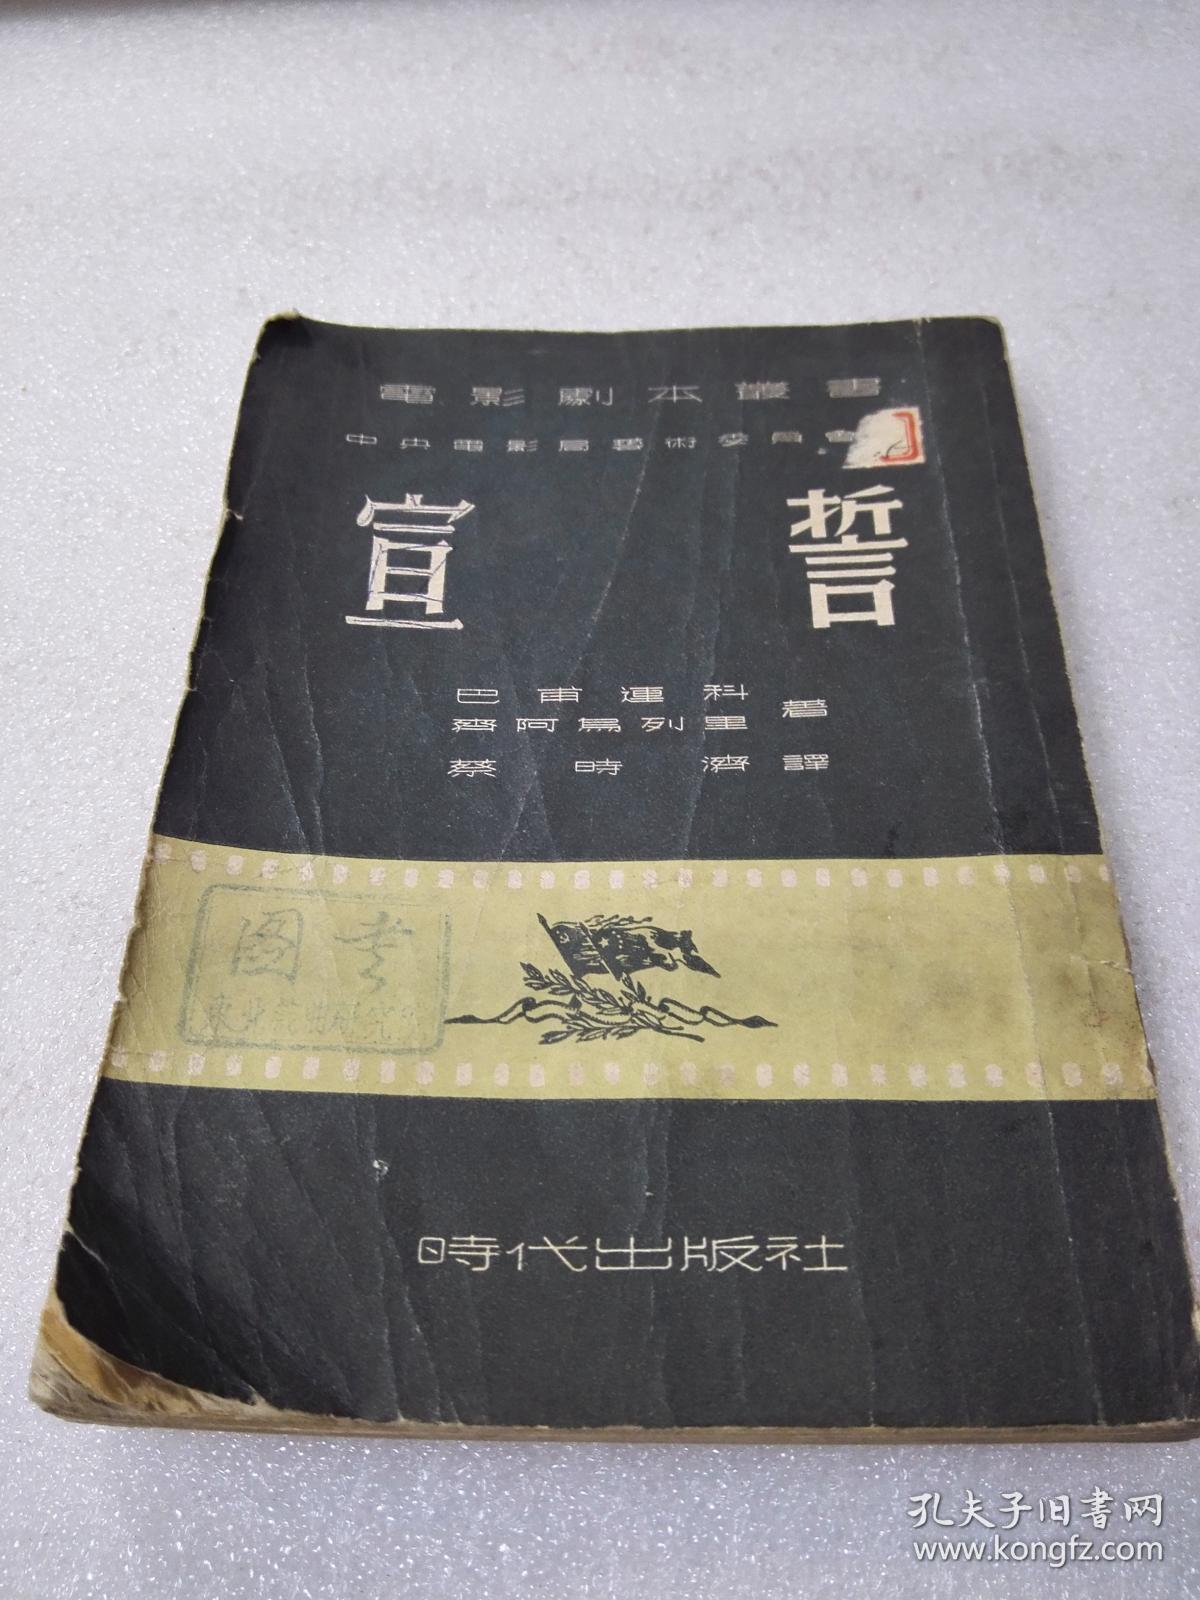 電影劇本叢書
中央電影局藝術委員會
宣誓
巴甫連科
齊阿烏列里 著
蔡時濟 譯
图书
時代出版社
孔夫子旧书网
www.kongfz.com